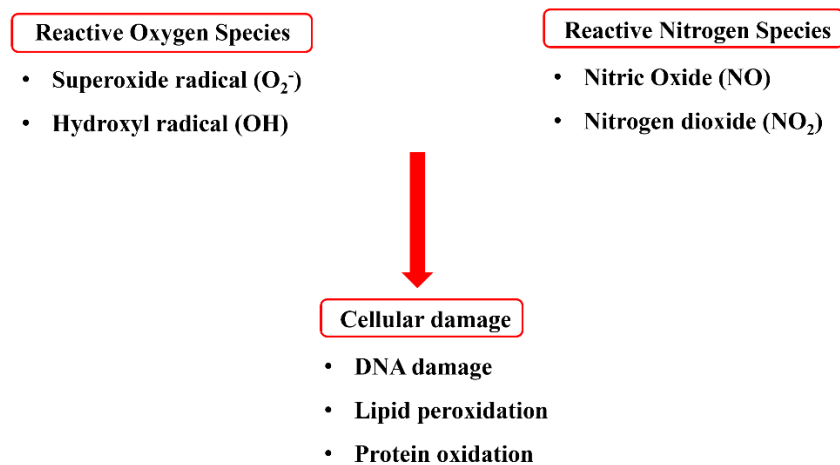 Reactive Oxygen Species
• Superoxide radical (O₂⁻)
• Hydroxyl radical (OH)
Reactive Nitrogen Species
• Nitric Oxide (NO)
• Nitrogen dioxide (NO₂)
Cellular damage
• DNA damage
• Lipid peroxidation
• Protein oxidation